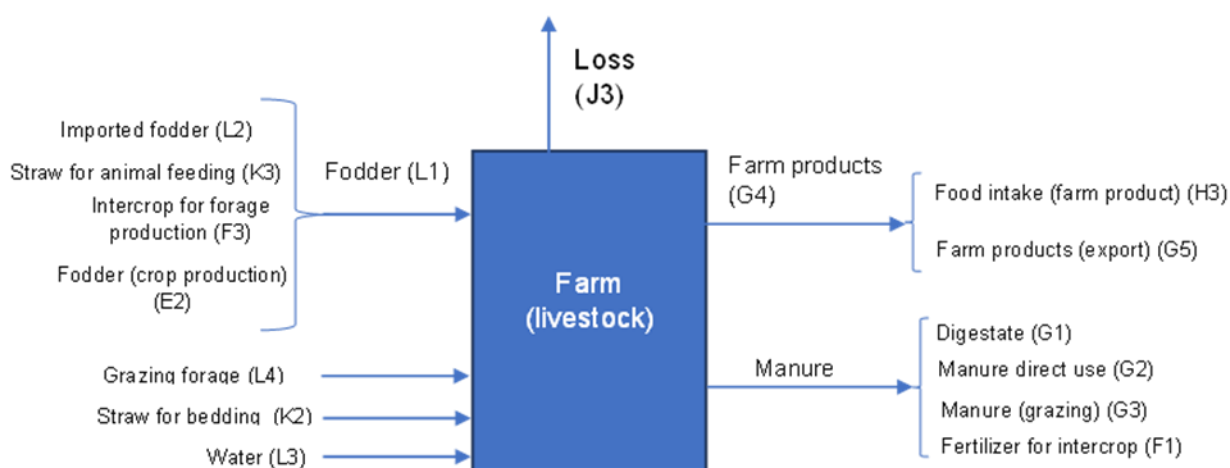 Loss
(J3)
Imported fodder (L2)
Straw for animal feeding (K3)
Intercrop for forage
production (F3)
Fodder (crop production)
(E2)
Fodder (L1)
Grazing forage (L4)
Straw for bedding (K2)
Water (L3)
Farm
(livestock)
Farm products
(G4)
Food intake (farm product) (H3)
Farm products (export) (G5)
Manure
Digestate (G1)
Manure direct use (G2)
Manure (grazing) (G3)
Fertilizer for intercrop (F1)